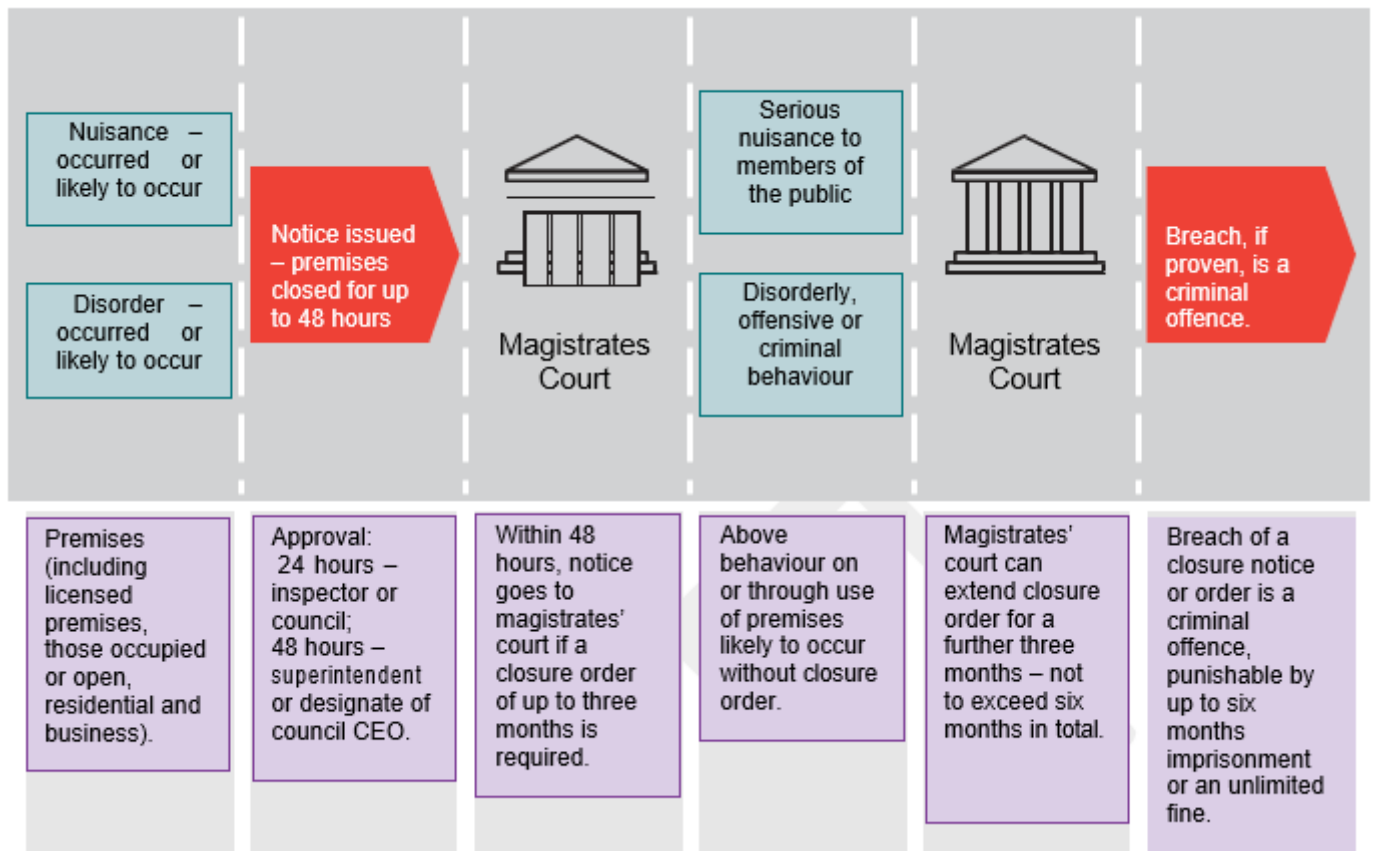 Nuisance –
occurred or
likely to occur
Disorder –
occurred or
likely to occur
Notice issued
– premises
closed for up
to 48 hours
Magistrates
Court
Serious
nuisance to
members of
the public
Disorderly,
offensive or
criminal
behaviour
Magistrates
Court
Breach, if
proven, is a
criminal
offence.
Premises
(including
licensed
premises,
those occupied
or open,
residential and
business).
Approval:
24 hours –
inspector or
council;
48 hours –
superintendent
or designate of
council CEO.
Within 48
hours, notice
goes to
magistrates’
court if a
closure order
of up to three
months is
required.
Above
behaviour on
or through use
of premises
likely to occur
without closure
order.
Magistrates’
court can
extend closure
order for a
further three
months – not
to exceed six
months in total.
Breach of a
closure notice
or order is a
criminal
offence,
punishable by
up to six
months
imprisonment
or an unlimited
fine.